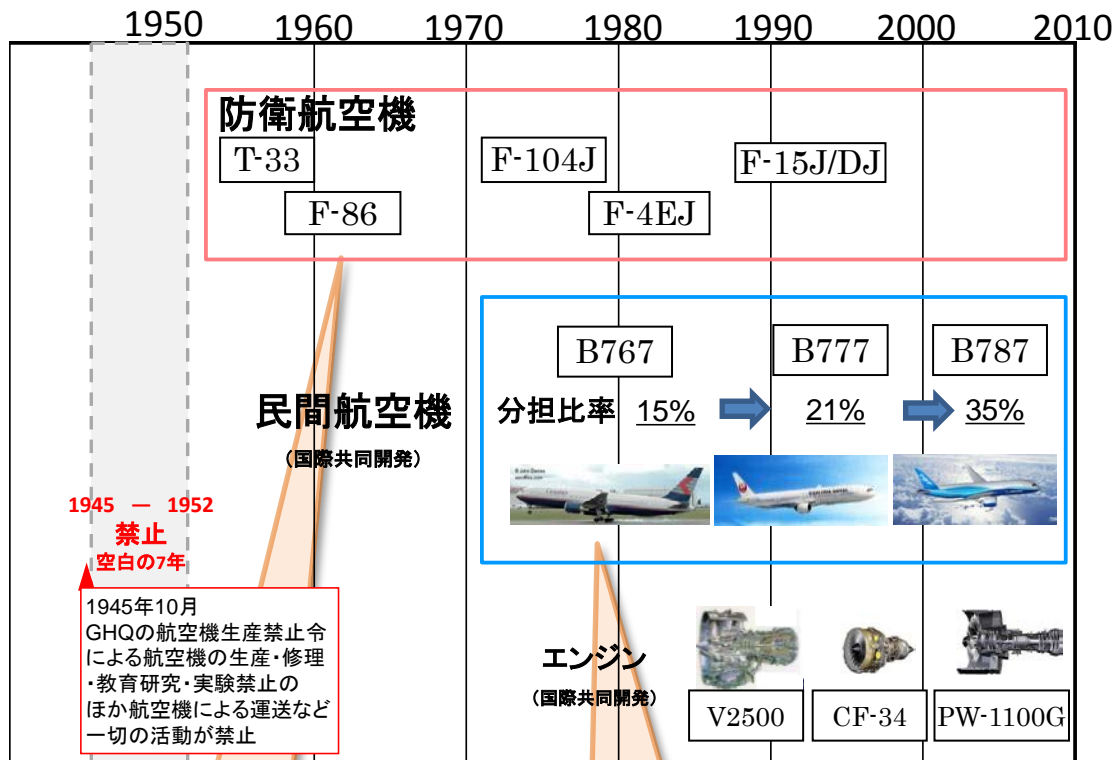 1950
1960
1970
1980
1990
2000
2010
防衛航空機
T-33
F-104J
F-15J/DJ
F-86
F-4EJ
B767
B777
B787
民間航空機
(国際共同開発)
分担比率
15%
21%
35%
1945 － 1952
禁止
空白の7年
1945年10月
GHQの航空機生産禁止令
による航空機の生産・修理
・教育研究・実験禁止の
ほか航空機による運送など
一切の活動が禁止
エンジン
(国際共同開発)
V2500
CF-34
PW-1100G